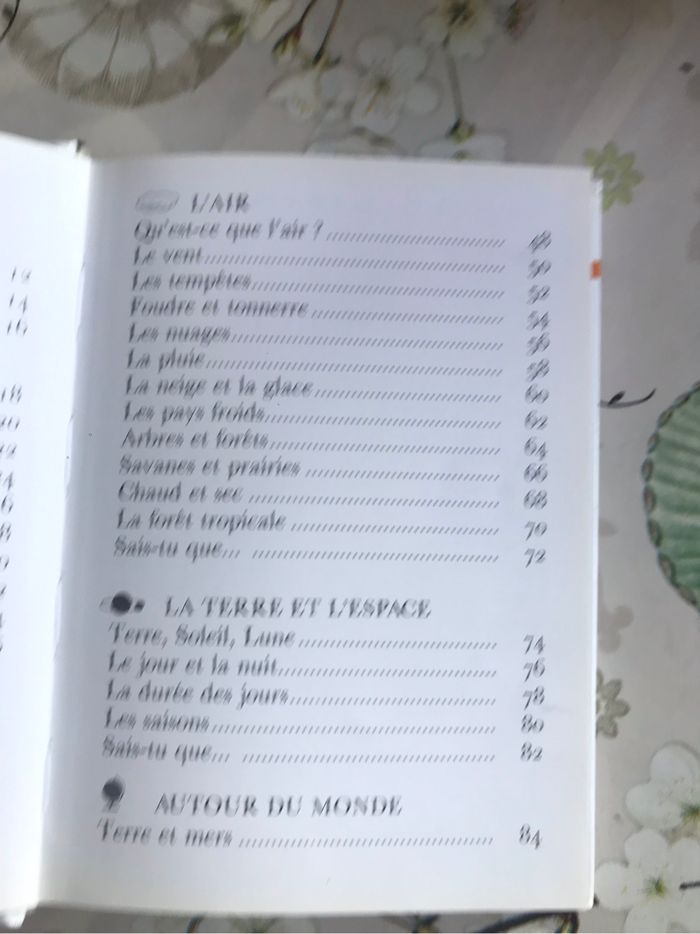 L'AIR
Qu'est-ce que l'air ? 48
Le vent 50
Les tempêtes 52
Foudre et tonnerre 54
Les nuages 56
La pluie 58
La neige et la glace 60
Les pays froids 62
Arbres et forêts 64
Savanes et prairies 66
Chaud et sec 68
La forêt tropicale 70
Sais-tu que... 72
LA TERRE ET L'ESPACE
Terre, Soleil, Lune 74
Le jour et la nuit 76
La durée des jours 78
Les saisons 80
Sais-tu que... 82
AUTOUR DU MONDE
Terre et mers 84